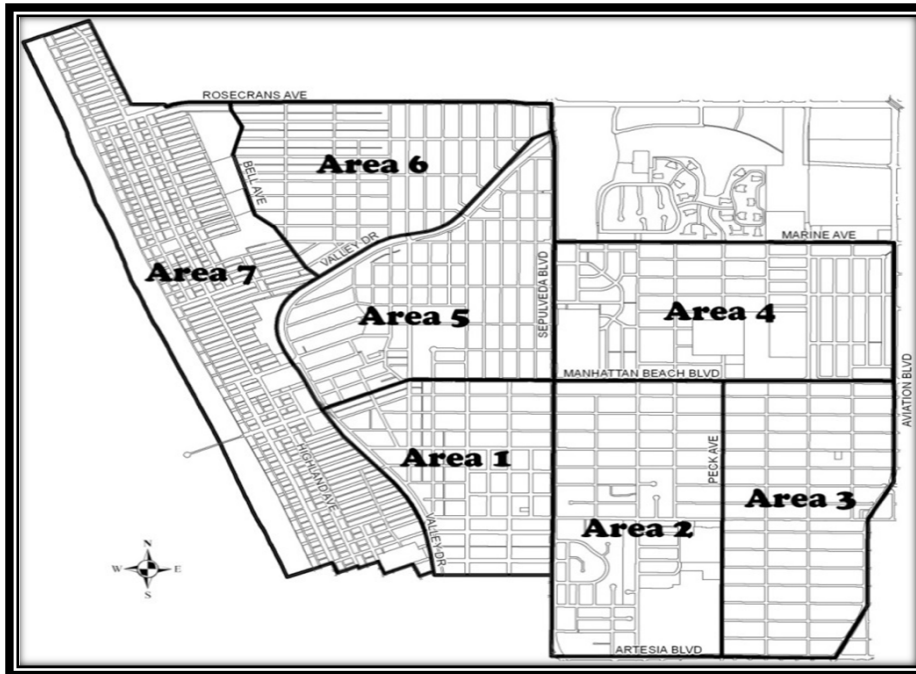 ROSECRANS AVE
Area 6
BELL AVE
VALLEY DR
MARINE AVE
Area 7
SEPULVEDA BLVD
Area 5
Area 4
MANHATTAN BEACH BLVD
AVIATION BLVD
HIGHLAND AVE
Area 1
PECK AVE
Area 3
Area 2
VALLEY DR
N
W
E
S
ARTESIA BLVD